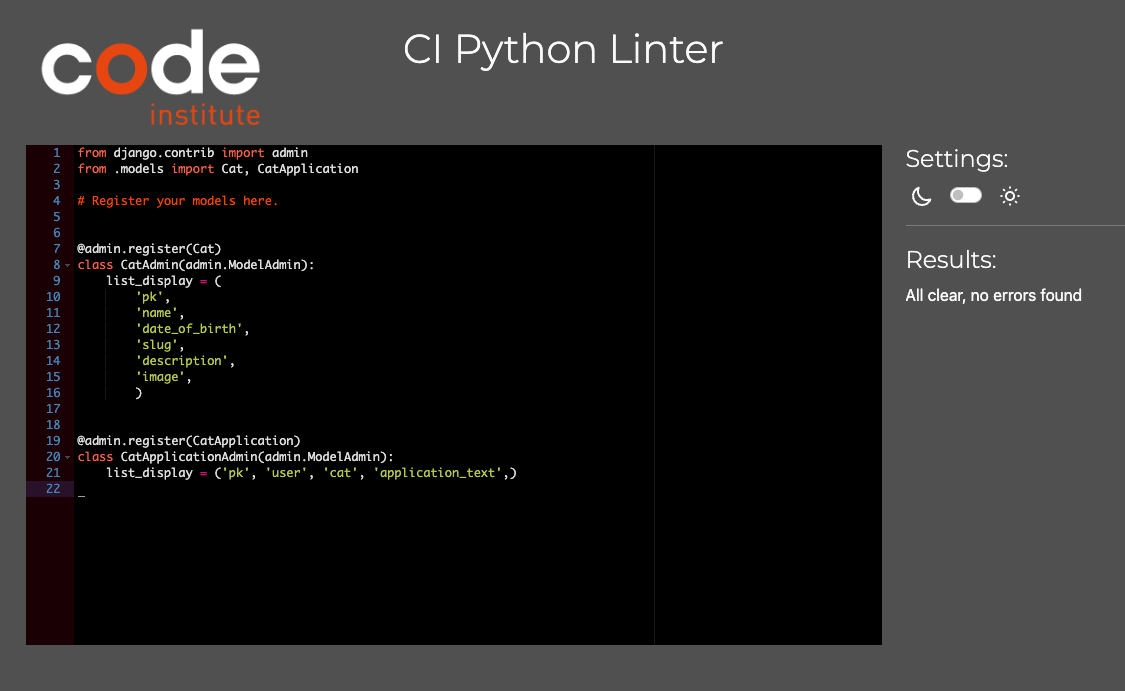 code
institute
CI Python Linter
1 from django.contrib import admin
2 from .models import Cat, CatApplication
3
4 # Register your models here.
5
6
7 @admin.register(Cat)
8 class CatAdmin(admin.ModelAdmin):
9     list_display = (
10         'pk',
11         'name',
12         'date_of_birth',
13         'slug',
14         'description',
15         'image',
16         )
17
18
19 @admin.register(CatApplication)
20 class CatApplicationAdmin(admin.ModelAdmin):
21     list_display = ('pk', 'user', 'cat', 'application_text',)
22
Settings:
Results:
All clear, no errors found